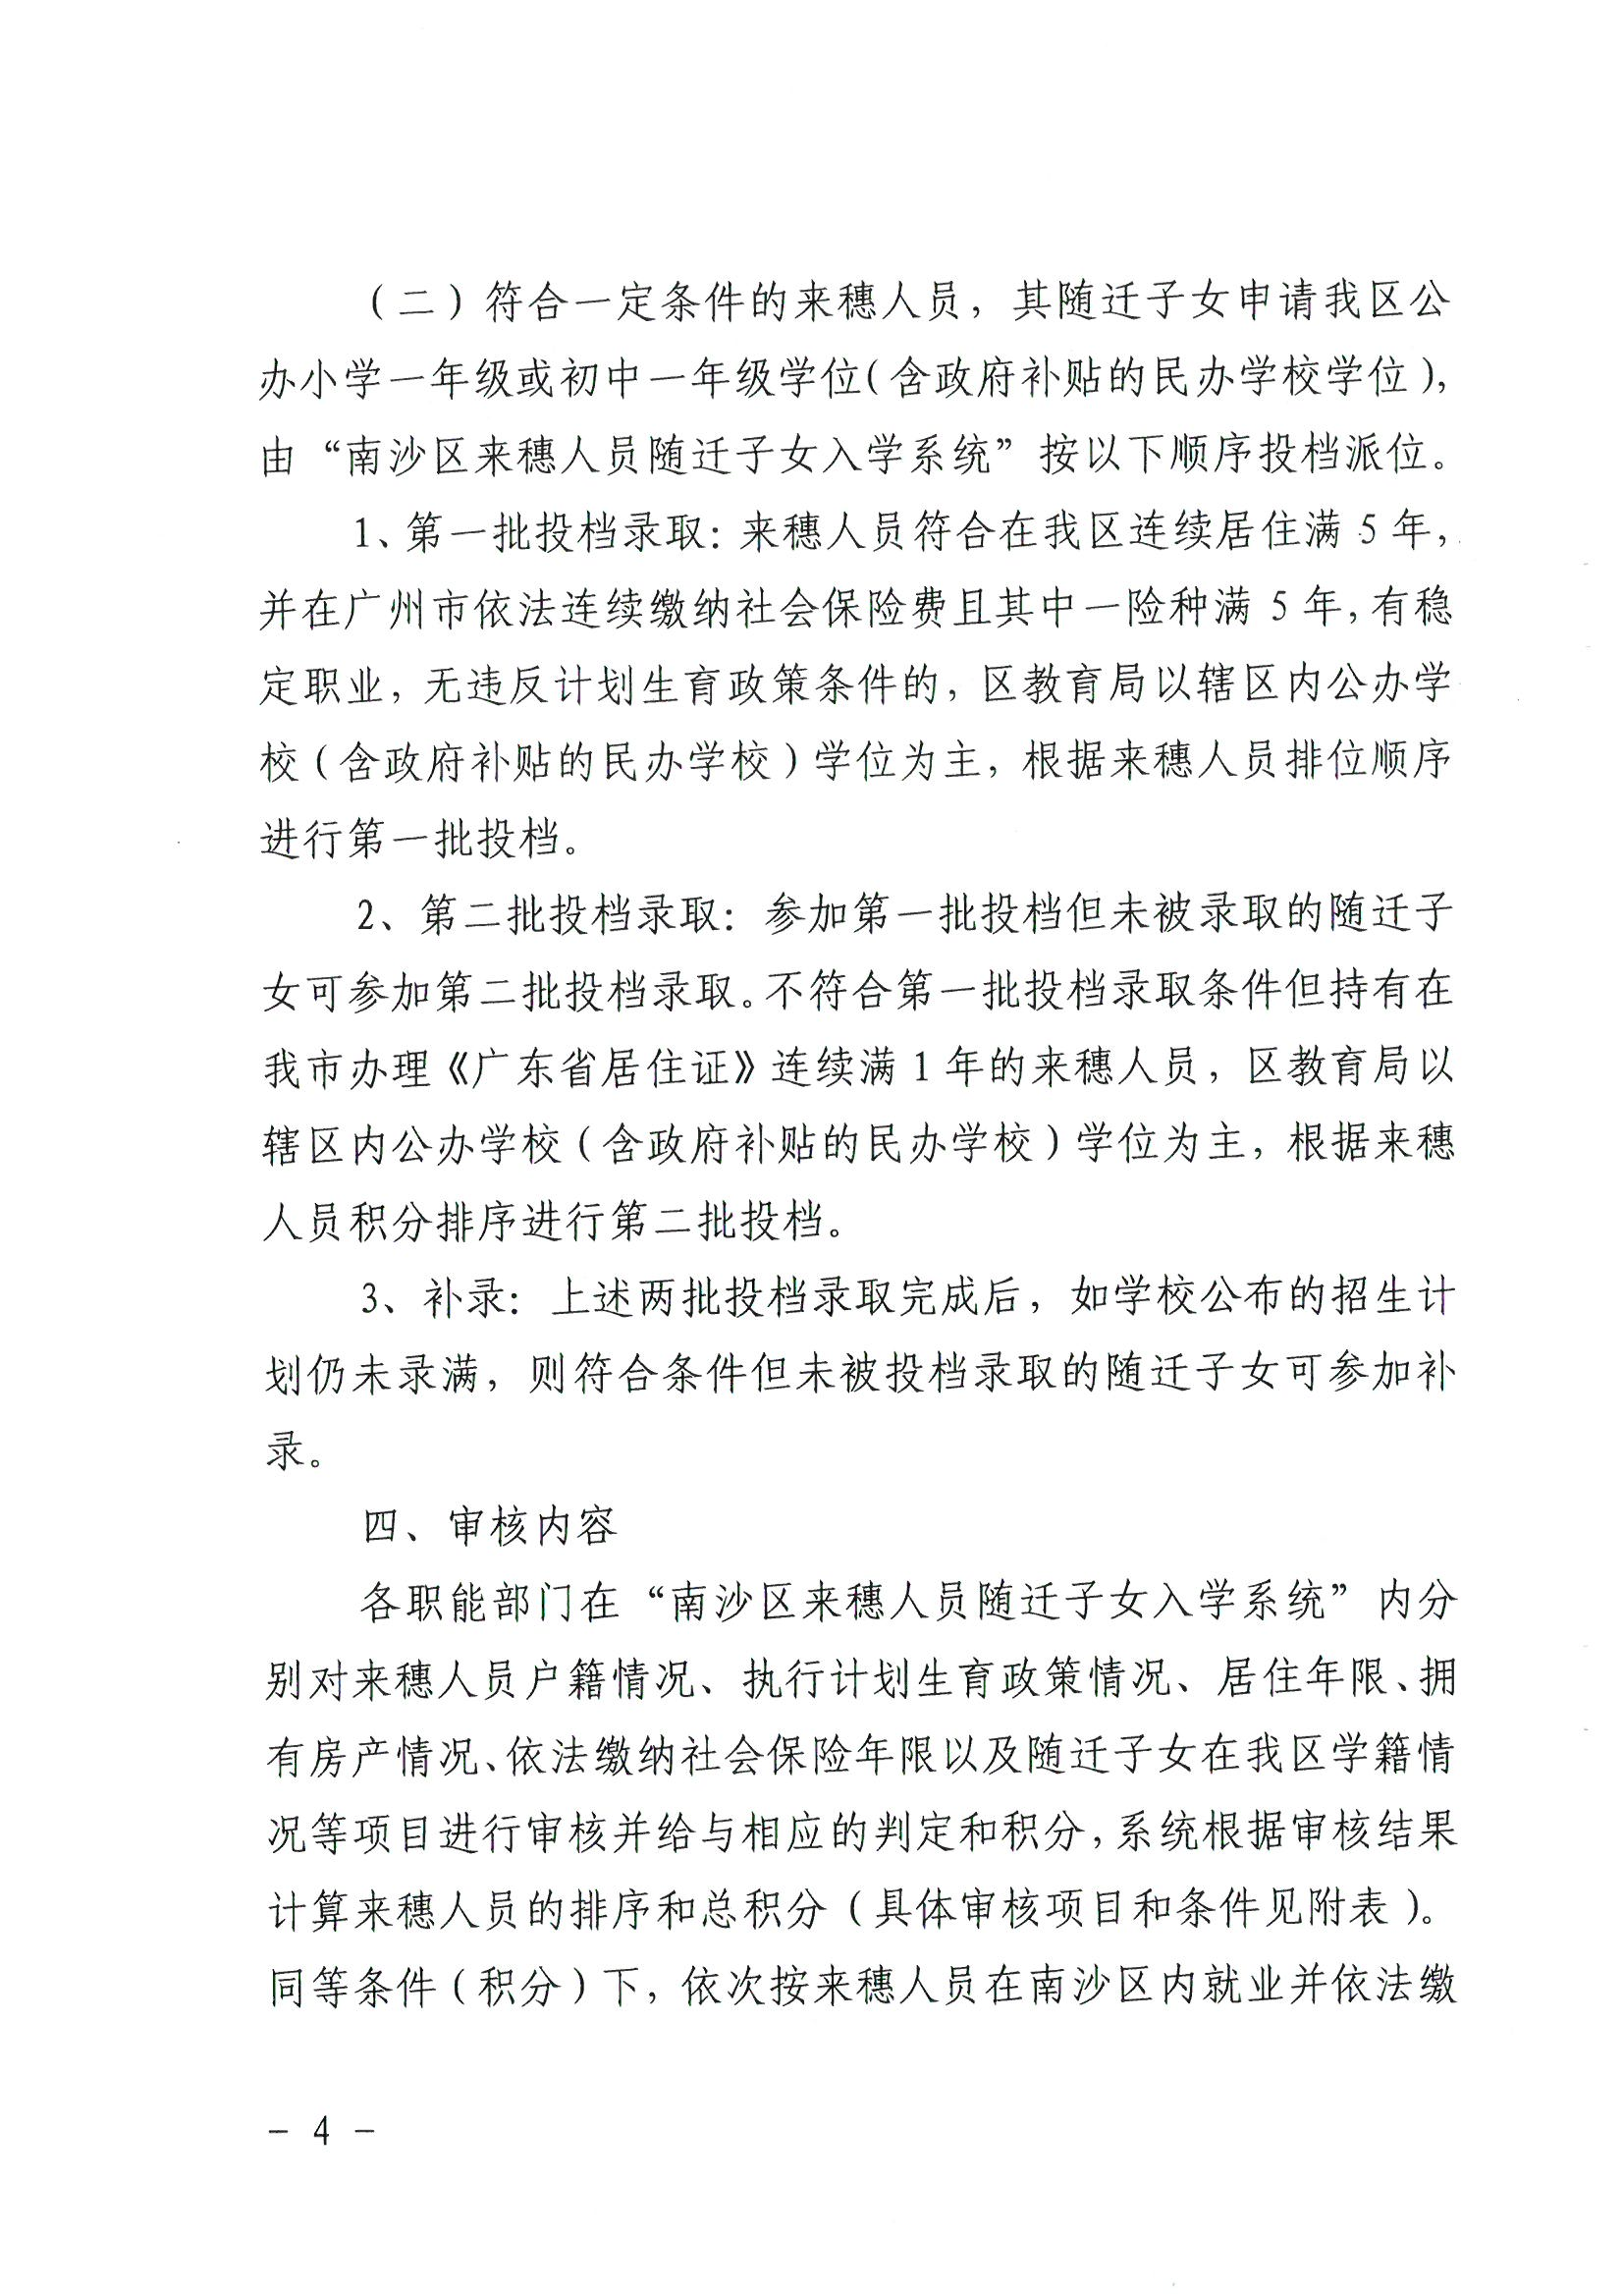 （二）符合一定条件的来穗人员，其随迁子女申请我区公
办小学一年级或初中一年级学位（含政府补贴的民办学校学位），
由“南沙区来穗人员随迁子女入学系统”按以下顺序投档派位。
1、第一批投档录取：来穗人员符合在我区连续居住满 5 年，
并在广州市依法连续缴纳社会保险费且其中一险种满 5 年，有稳
定职业，无违反计划生育政策条件的，区教育局以辖区内公办学
校（含政府补贴的民办学校）学位为主，根据来穗人员排位顺序
进行第一批投档。
2、第二批投档录取：参加第一批投档但未被录取的随迁子
女可参加第二批投档录取。不符合第一批投档录取条件但持有在
我市办理《广东省居住证》连续满 1 年的来穗人员，区教育局以
辖区内公办学校（含政府补贴的民办学校）学位为主，根据来穗
人员积分排序进行第二批投档。
3、补录：上述两批投档录取完成后，如学校公布的招生计
划仍未录满，则符合条件但未被投档录取的随迁子女可参加补
录。
四、审核内容
各职能部门在“南沙区来穗人员随迁子女入学系统”内分
别对来穗人员户籍情况、执行计划生育政策情况、居住年限、拥
有房产情况、依法缴纳社会保险年限以及随迁子女在我区学籍情
况等项目进行审核并给与相应的判定和积分，系统根据审核结果
计算来穗人员的排序和总积分（具体审核项目和条件见附表）。
同等条件（积分）下，依次按来穗人员在南沙区内就业并依法缴
- 4 -